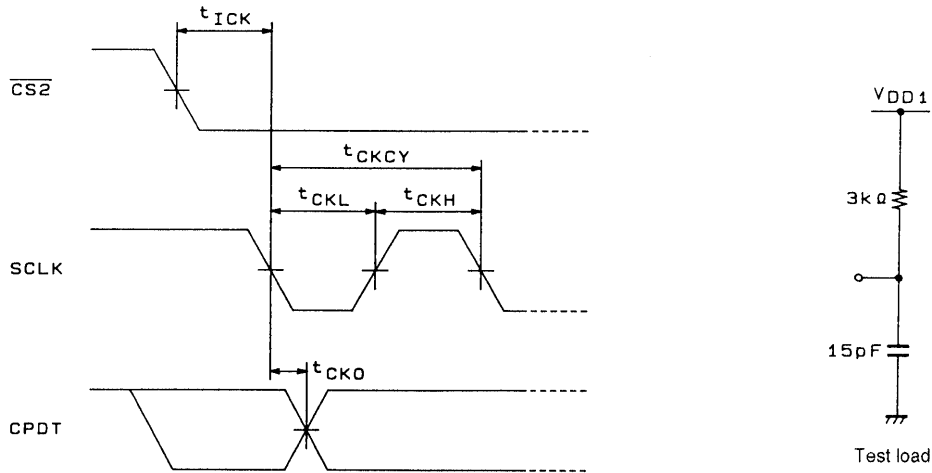 tICK
CS2
tCKCY
tCKL
tCKH
SCLK
tCKO
CPDT
VDD1
3kΩ
15pF
Test load